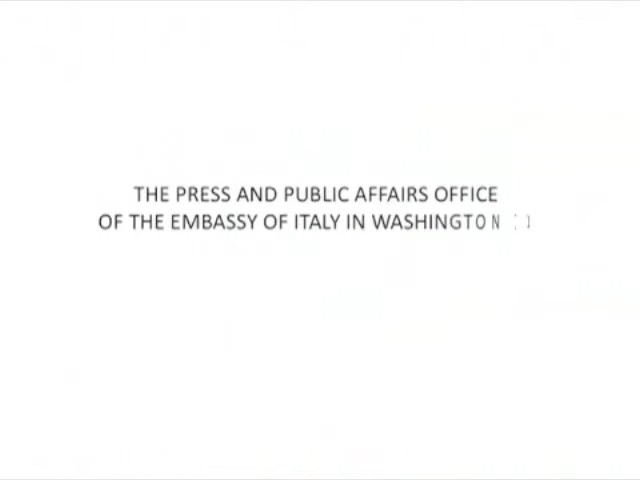 THE PRESS AND PUBLIC AFFAIRS OFFICE
OF THE EMBASSY OF ITALY IN WASHINGTON